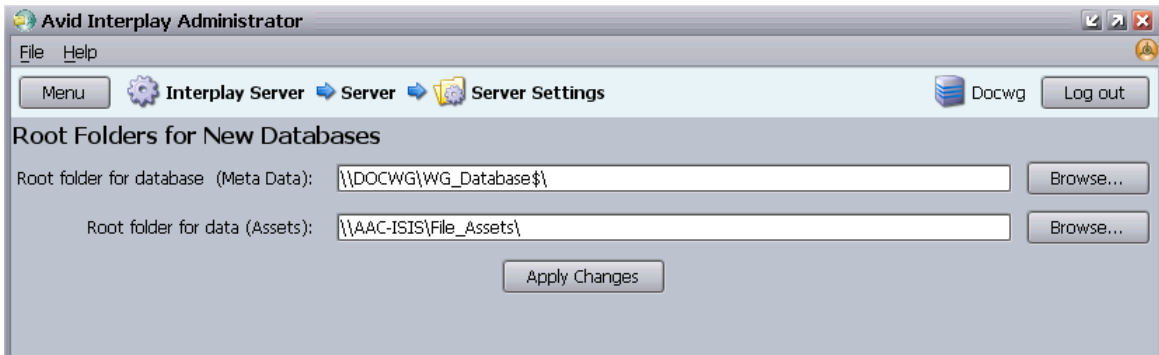 Avid Interplay Administrator
File Help
Menu Interplay Server Server Server Settings Docwg Log out
Root Folders for New Databases
Root folder for database (Meta Data): \\DOCWG\WG_Database$\ Browse...
Root folder for data (Assets): \\AAC-ISIS\File_Assets\ Browse...
Apply Changes